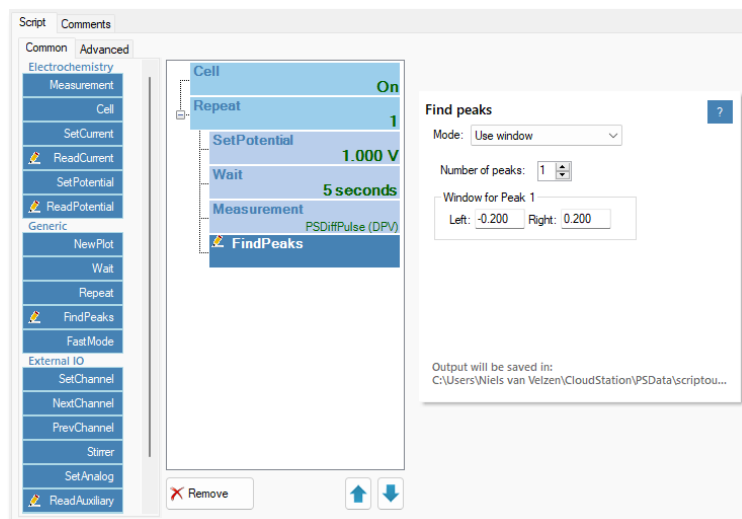 Script Comments
Common Advanced
Electrochemistry
Measurement
Cell
SetCurrent
ReadCurrent
SetPotential
ReadPotential
Generic
NewPlot
Wait
Repeat
FindPeaks
FastMode
External IO
SetChannel
NextChannel
PrevChannel
Stirrer
SetAnalog
ReadAuxiliary
Cell
On
Repeat
1
SetPotential
1.000 V
Wait
5 seconds
Measurement
PSDiffPulse (DPV)
FindPeaks
Remove
Find peaks
?
Mode: Use window
Number of peaks: 1
Window for Peak 1
Left: -0.200 Right: 0.200
Output will be saved in:
C:\Users\Niels van Velzen\CloudStation\PSData\scriptou...